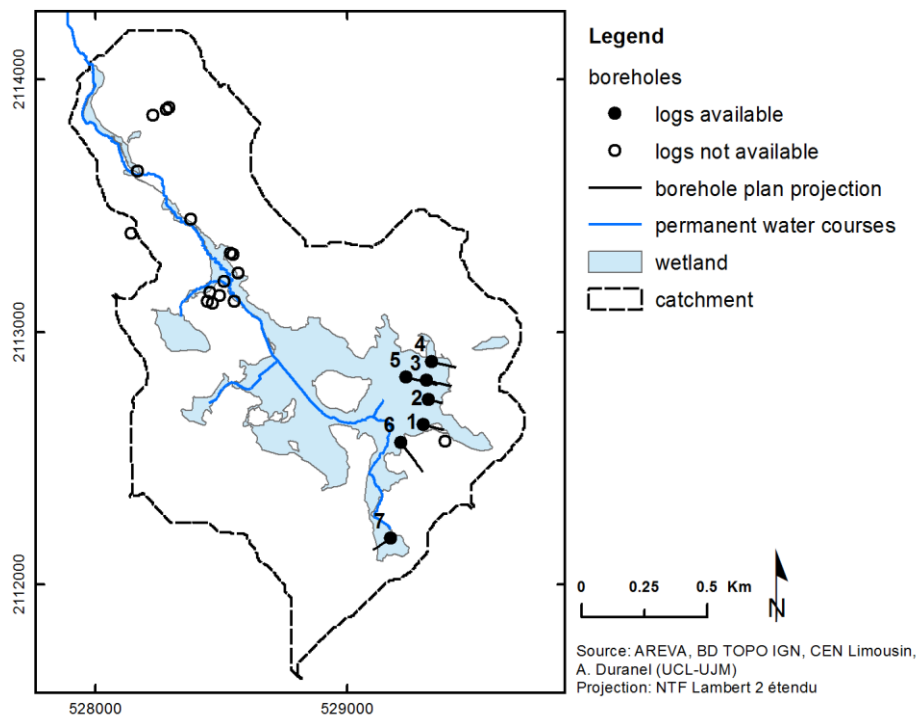 2114000
2113000
2112000
528000
529000
4
5
3
2
1
6
7
Legend
boreholes
logs available
logs not available
borehole plan projection
permanent water courses
wetland
catchment
0 0.25 0.5 Km
N
Source: AREVA, BD TOPO IGN, CEN Limousin,
A. Duranel (UCL-UJM)
Projection: NTF Lambert 2 étendu